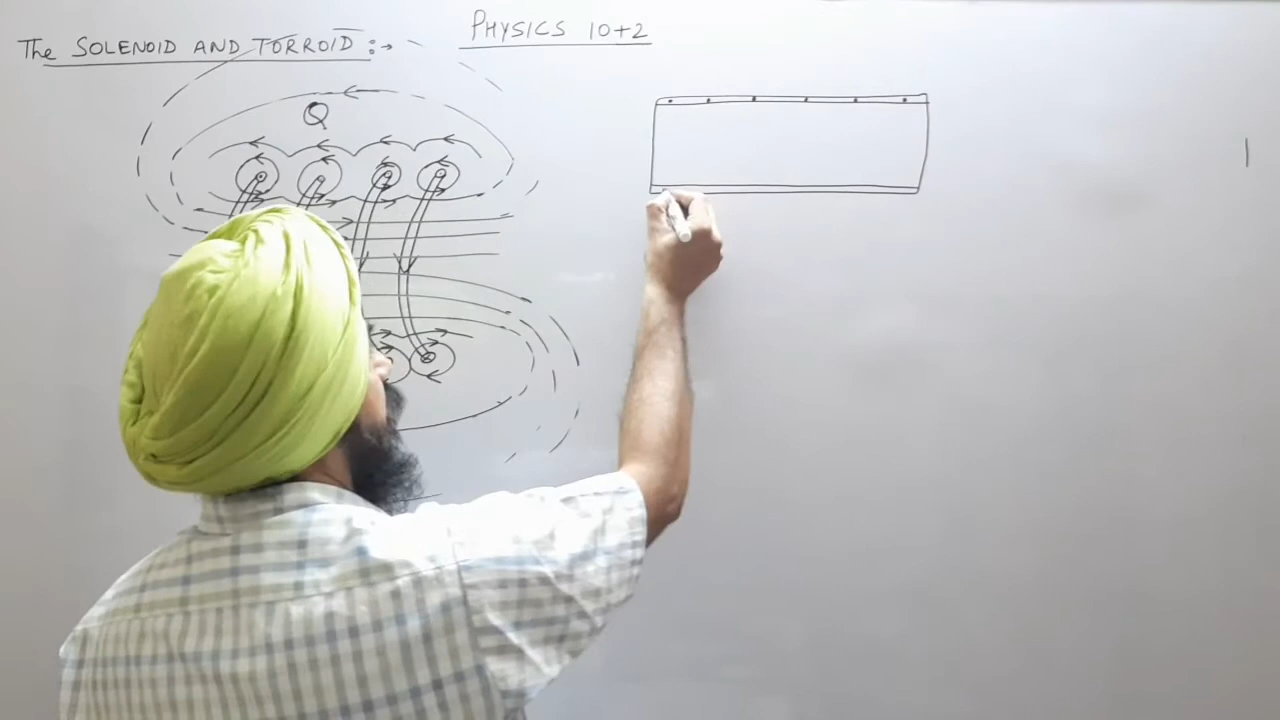 The SOLENOID AND TORROID :→
PHYSICS 10+2
Q